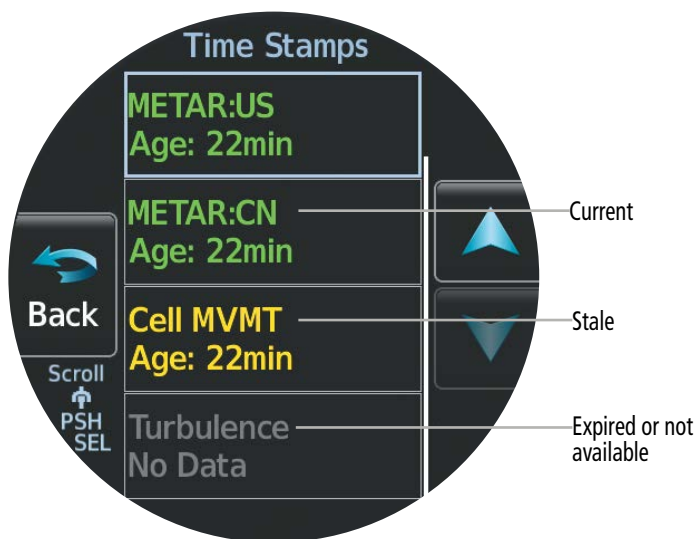 Time Stamps
METAR:US
Age: 22min
METAR:CN
Age: 22min
Cell MVMT
Age: 22min
Turbulence
No Data
Back
Scroll
PSH
SEL
Current
Stale
Expired or not
available